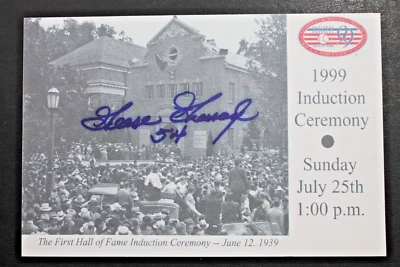 1999
Induction
Ceremony
Sunday
July 25th
1:00 p.m.
Goose Gossage
54
The First Hall of Fame Induction Ceremony -- June 12, 1939